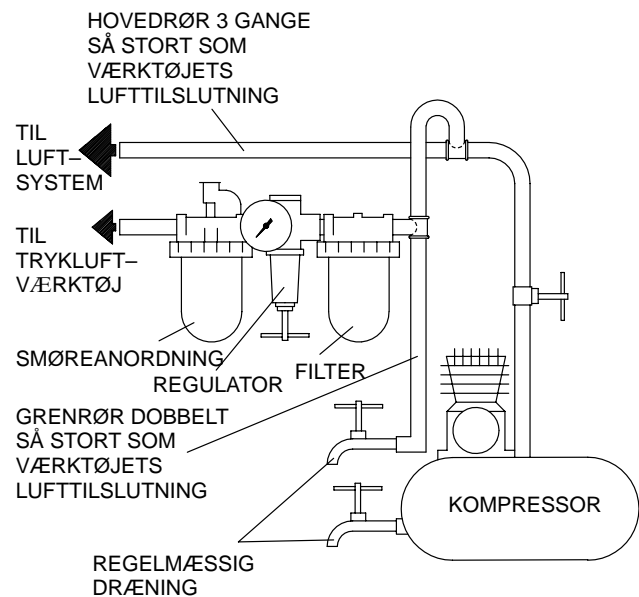 HOVEDRØR 3 GANGE
SÅ STORT SOM
VÆRKTØJETS
LUFTTILSLUTNING
TIL
LUFT–
SYSTEM
TIL
TRYKLUFT–
VÆRKTØJ
SMØREANORDNING
REGULATOR
FILTER
GRENRØR DOBBELT
SÅ STORT SOM
VÆRKTØJETS
LUFTTILSLUTNING
KOMPRESSOR
REGELMÆSSIG
DRÆNING